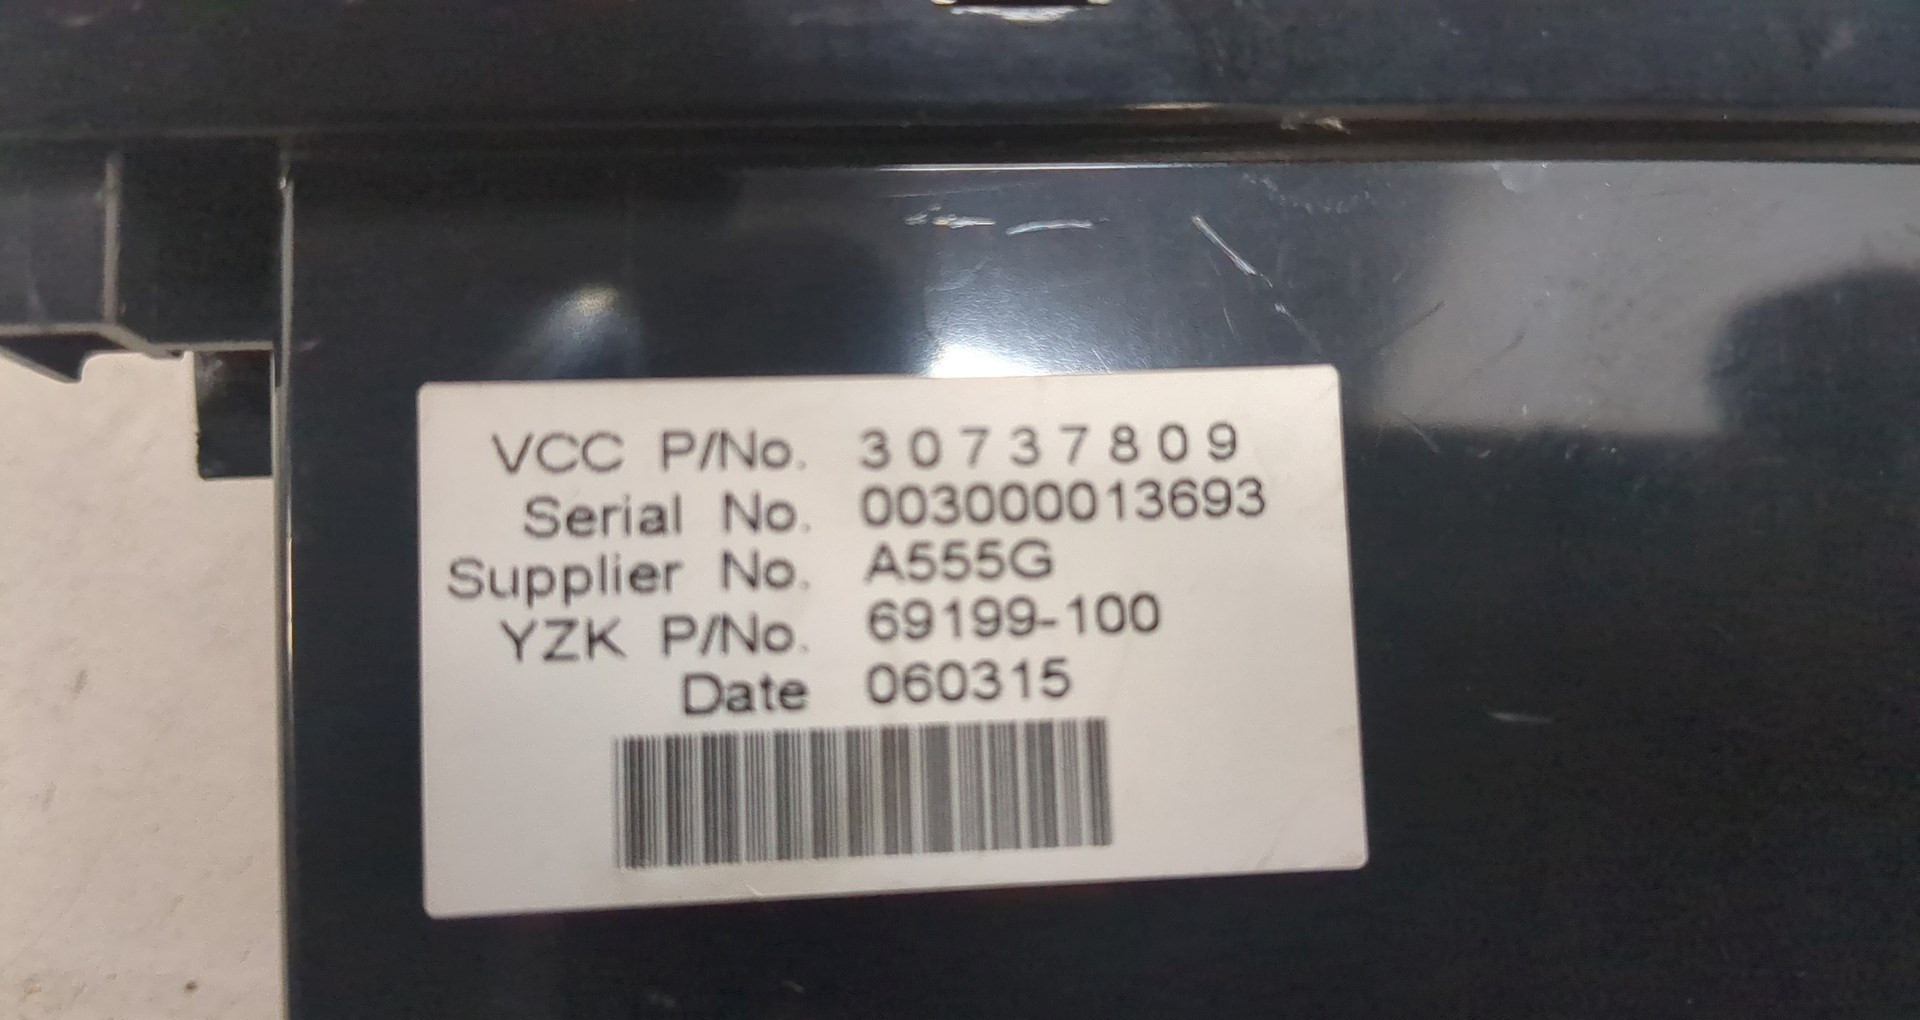 VCC P/No. 30737809
Serial No. 003000013693
Supplier No. A555G
YZK P/No. 69199-100
Date 060315